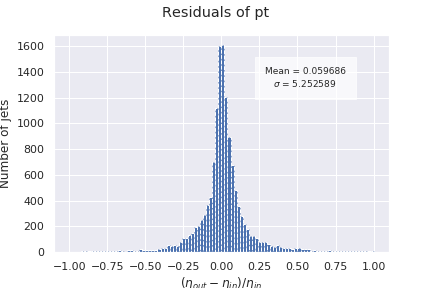 Residuals of pt
1600
1400
1200
1000
800
600
400
200
0
Number of jets
Mean = 0.059686
σ = 5.252589
−1.00 −0.75 −0.50 −0.25 0.00 0.25 0.50 0.75 1.00
(η_out − η_in)/η_in